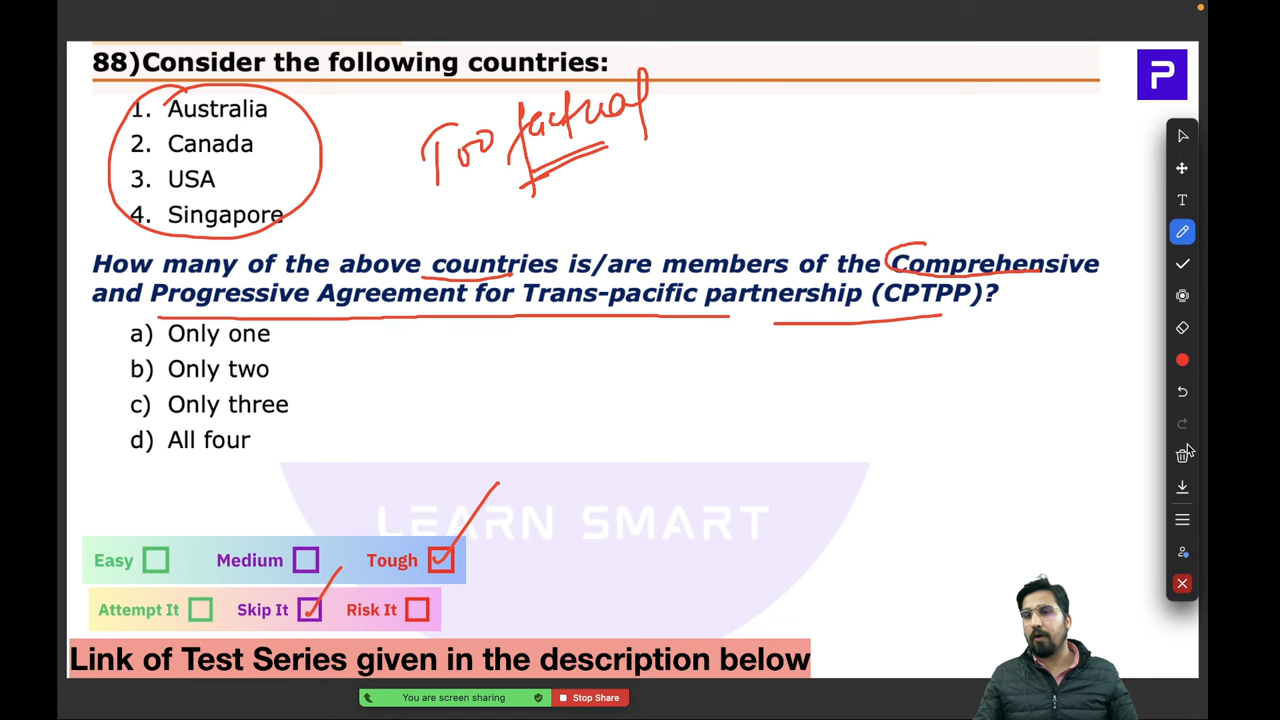 88)Consider the following countries:
1. Australia
2. Canada
3. USA
4. Singapore
Too factual
How many of the above countries is/are members of the Comprehensive
and Progressive Agreement for Trans-pacific partnership (CPTPP)?
a) Only one
b) Only two
c) Only three
d) All four
LEARN SMART
Easy Medium Tough
Attempt It Skip It Risk It
Link of Test Series given in the description below
You are screen sharing Stop Share